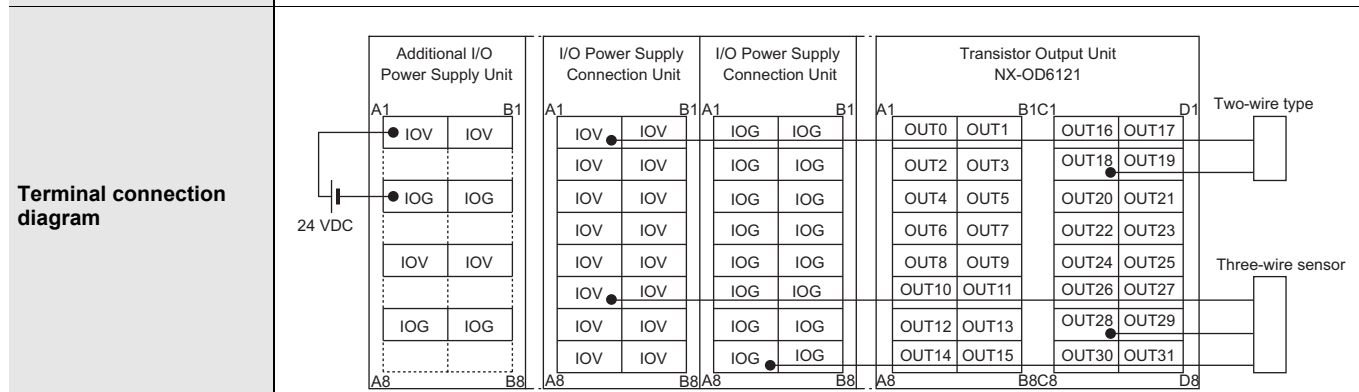 Terminal connection
diagram
Additional I/O
Power Supply Unit
I/O Power Supply
Connection Unit
I/O Power Supply
Connection Unit
Transistor Output Unit
NX-OD6121
A1 B1 A1 B1 A1 B1 A1 B1 C1 D1
Two-wire type
IOV IOV IOV IOV IOG IOG OUT0 OUT1 OUT16 OUT17
IOV IOV IOG IOG OUT2 OUT3 OUT18 OUT19
IOG IOG IOV IOV IOG IOG OUT4 OUT5 OUT20 OUT21
24 VDC
IOV IOV IOG IOG OUT6 OUT7 OUT22 OUT23
IOV IOV IOV IOV IOG IOG OUT8 OUT9 OUT24 OUT25
Three-wire sensor
IOV IOV IOG IOG OUT10 OUT11 OUT26 OUT27
IOG IOG IOV IOV IOG IOG OUT12 OUT13 OUT28 OUT29
IOV IOV IOG IOG OUT14 OUT15 OUT30 OUT31
A8 B8 A8 B8 A8 B8 A8 B8 C8 D8